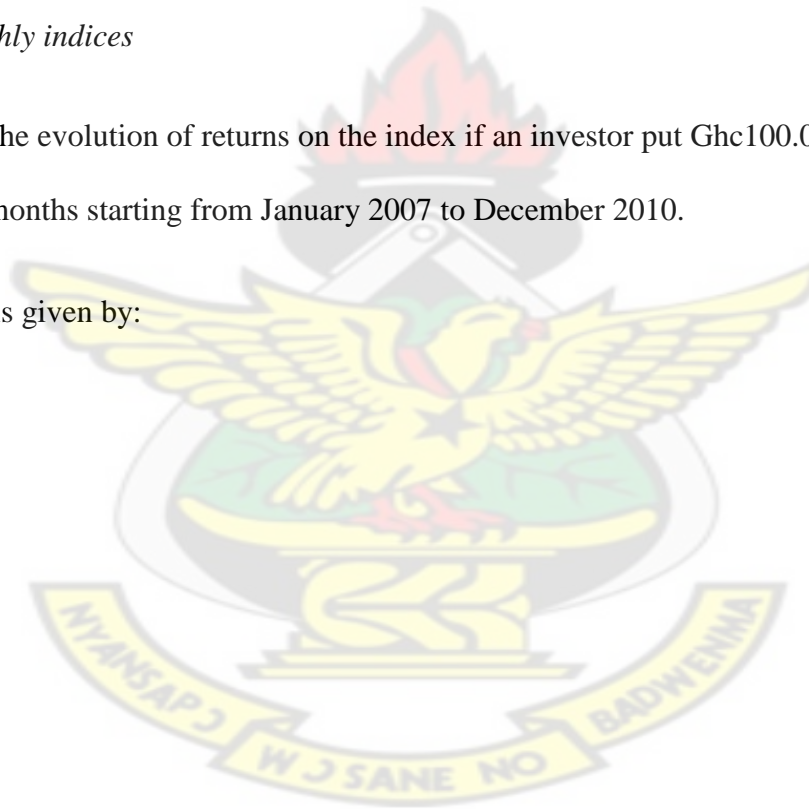 hly indices
he evolution of returns on the index if an investor put Ghc100.0
months starting from January 2007 to December 2010.
s given by:
NYANSAPƆ WƆSANE NO BADWENMA